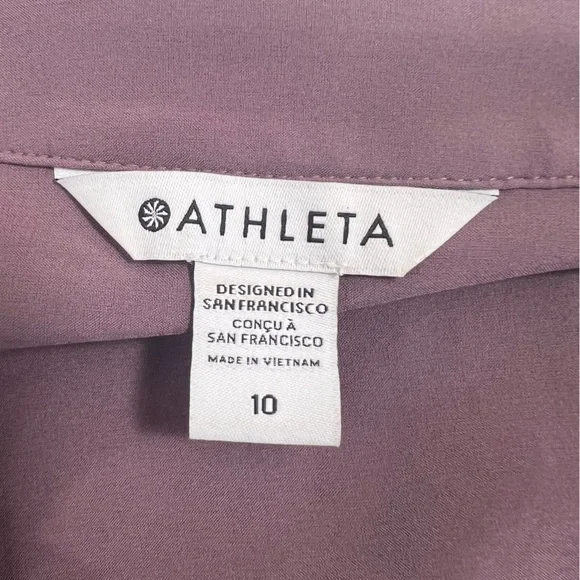 ATHLETA
DESIGNED IN
SAN FRANCISCO
CONÇU À
SAN FRANCISCO
MADE IN VIETNAM
10